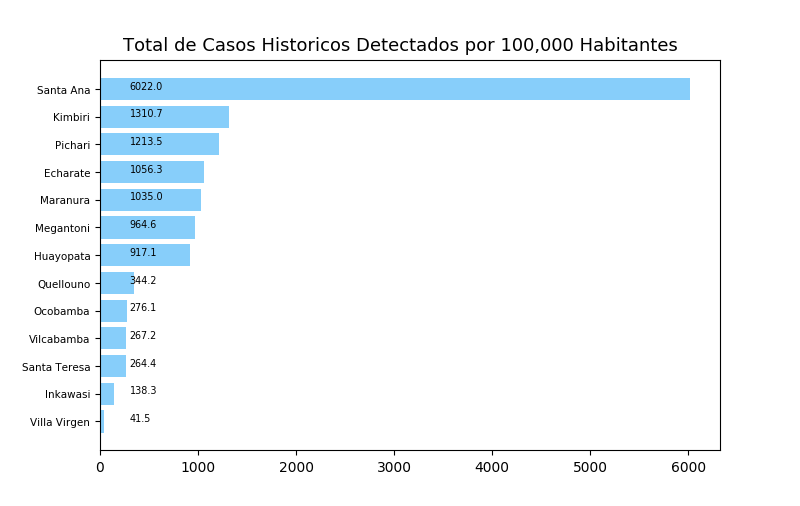 Total de Casos Historicos Detectados por 100,000 Habitantes
Santa Ana 6022.0
Kimbiri 1310.7
Pichari 1213.5
Echarate 1056.3
Maranura 1035.0
Megantoni 964.6
Huayopata 917.1
Quellouno 344.2
Ocobamba 276.1
Vilcabamba 267.2
Santa Teresa 264.4
Inkawasi 138.3
Villa Virgen 41.5
0 1000 2000 3000 4000 5000 6000